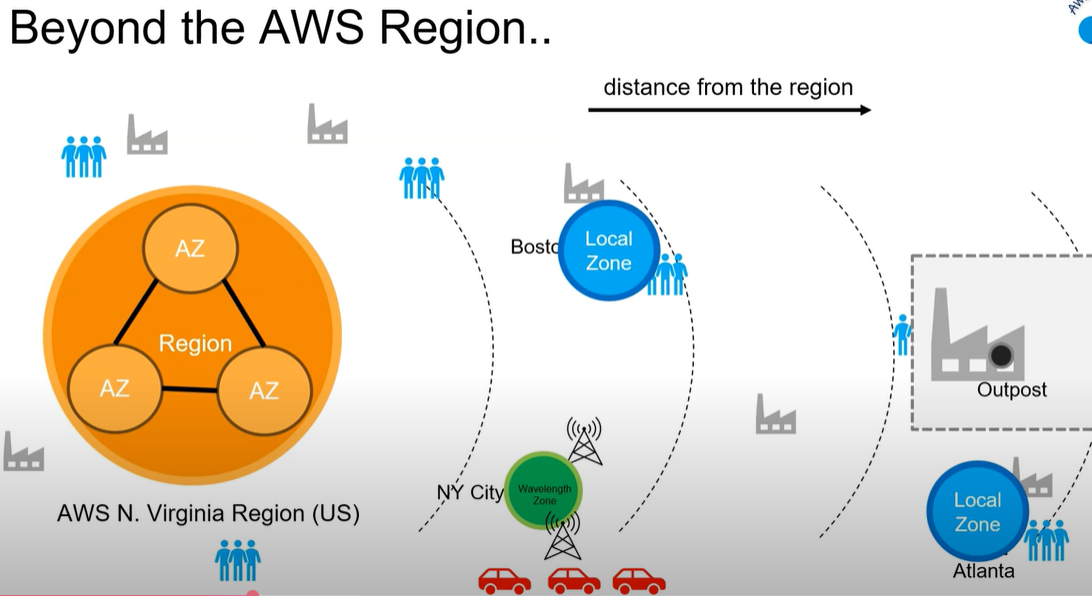 Beyond the AWS Region..
distance from the region
AZ
Region
AZ
AZ
AWS N. Virginia Region (US)
Local
Zone
NY City
Wavelength
Zone
Outpost
Local
Zone
Atlanta